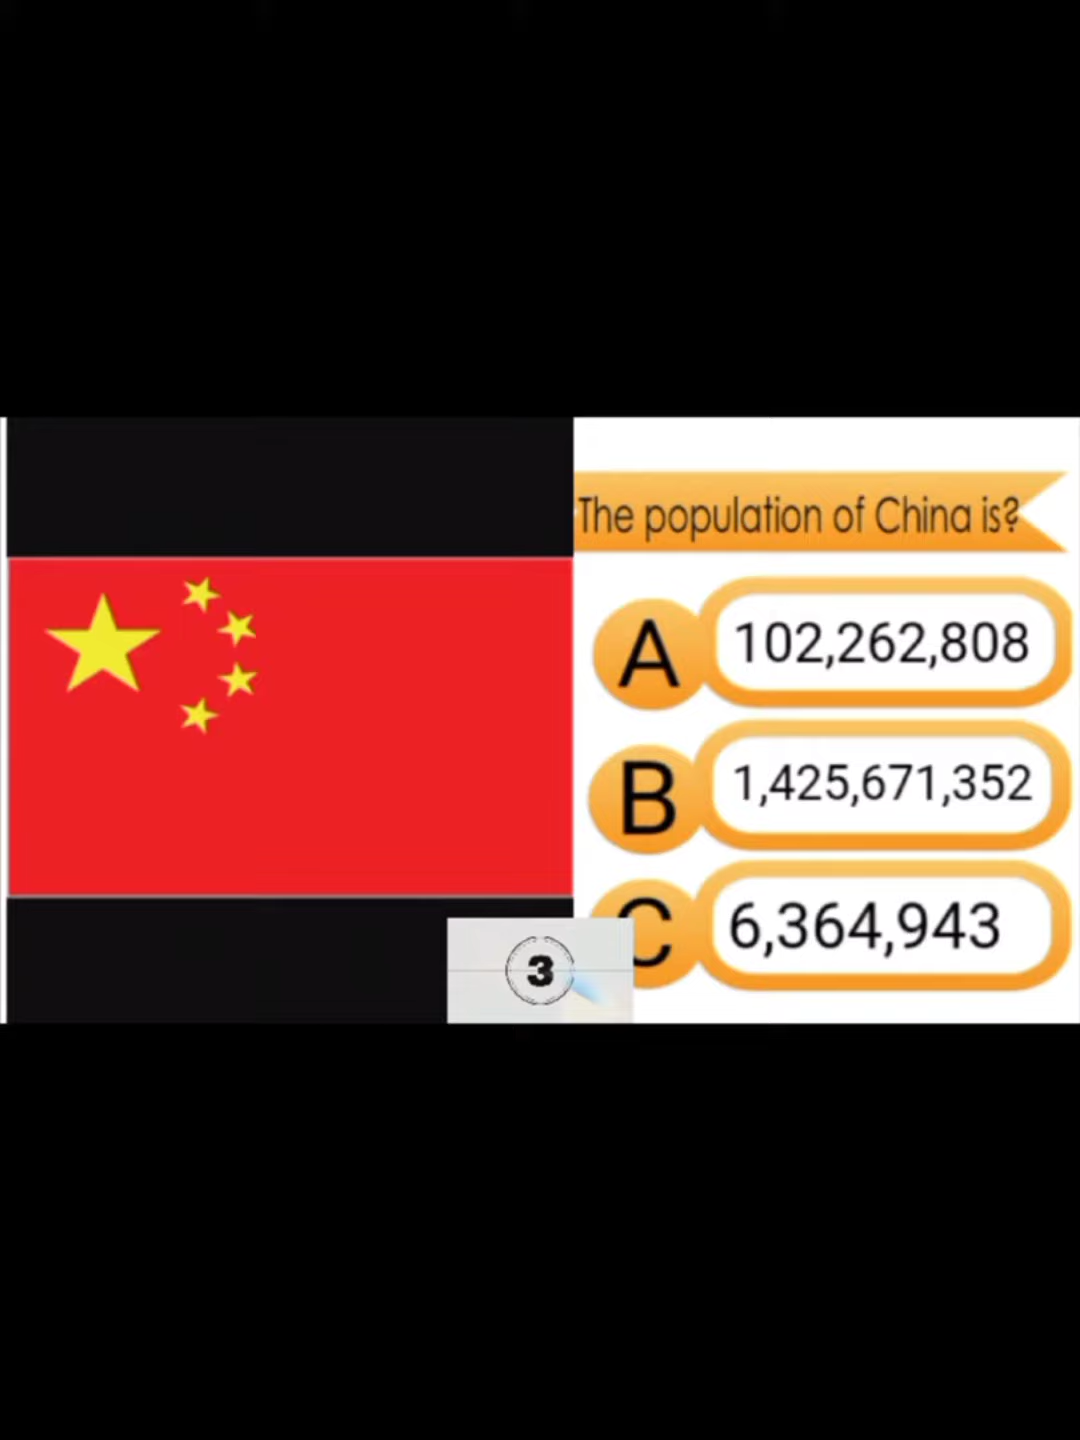 The population of China is?
A 102,262,808
B 1,425,671,352
C 6,364,943
3